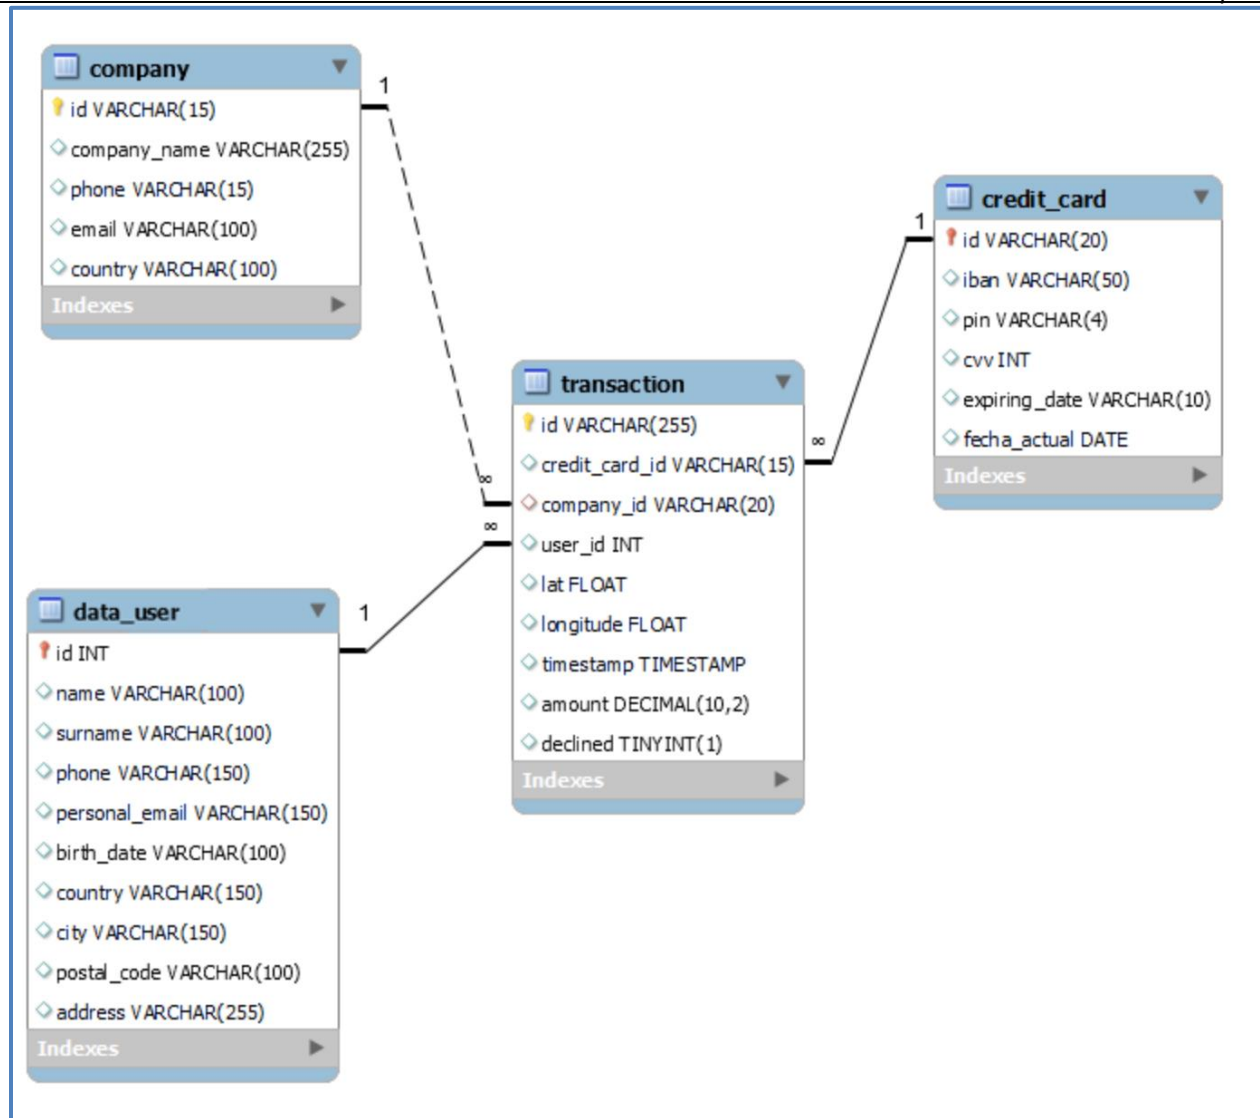 company
id VARCHAR(15)
company_name VARCHAR(255)
phone VARCHAR(15)
email VARCHAR(100)
country VARCHAR(100)
Indexes
1
credit_card
id VARCHAR(20)
iban VARCHAR(50)
pin VARCHAR(4)
cvv INT
expiring_date VARCHAR(10)
fecha_actual DATE
Indexes
1
∞
transaction
id VARCHAR(255)
credit_card_id VARCHAR(15)
company_id VARCHAR(20)
user_id INT
lat FLOAT
longitude FLOAT
timestamp TIMESTAMP
amount DECIMAL(10,2)
declined TINYINT(1)
Indexes
∞
∞
data_user
id INT
name VARCHAR(100)
surname VARCHAR(100)
phone VARCHAR(150)
personal_email VARCHAR(150)
birth_date VARCHAR(100)
country VARCHAR(150)
city VARCHAR(150)
postal_code VARCHAR(100)
address VARCHAR(255)
Indexes
1